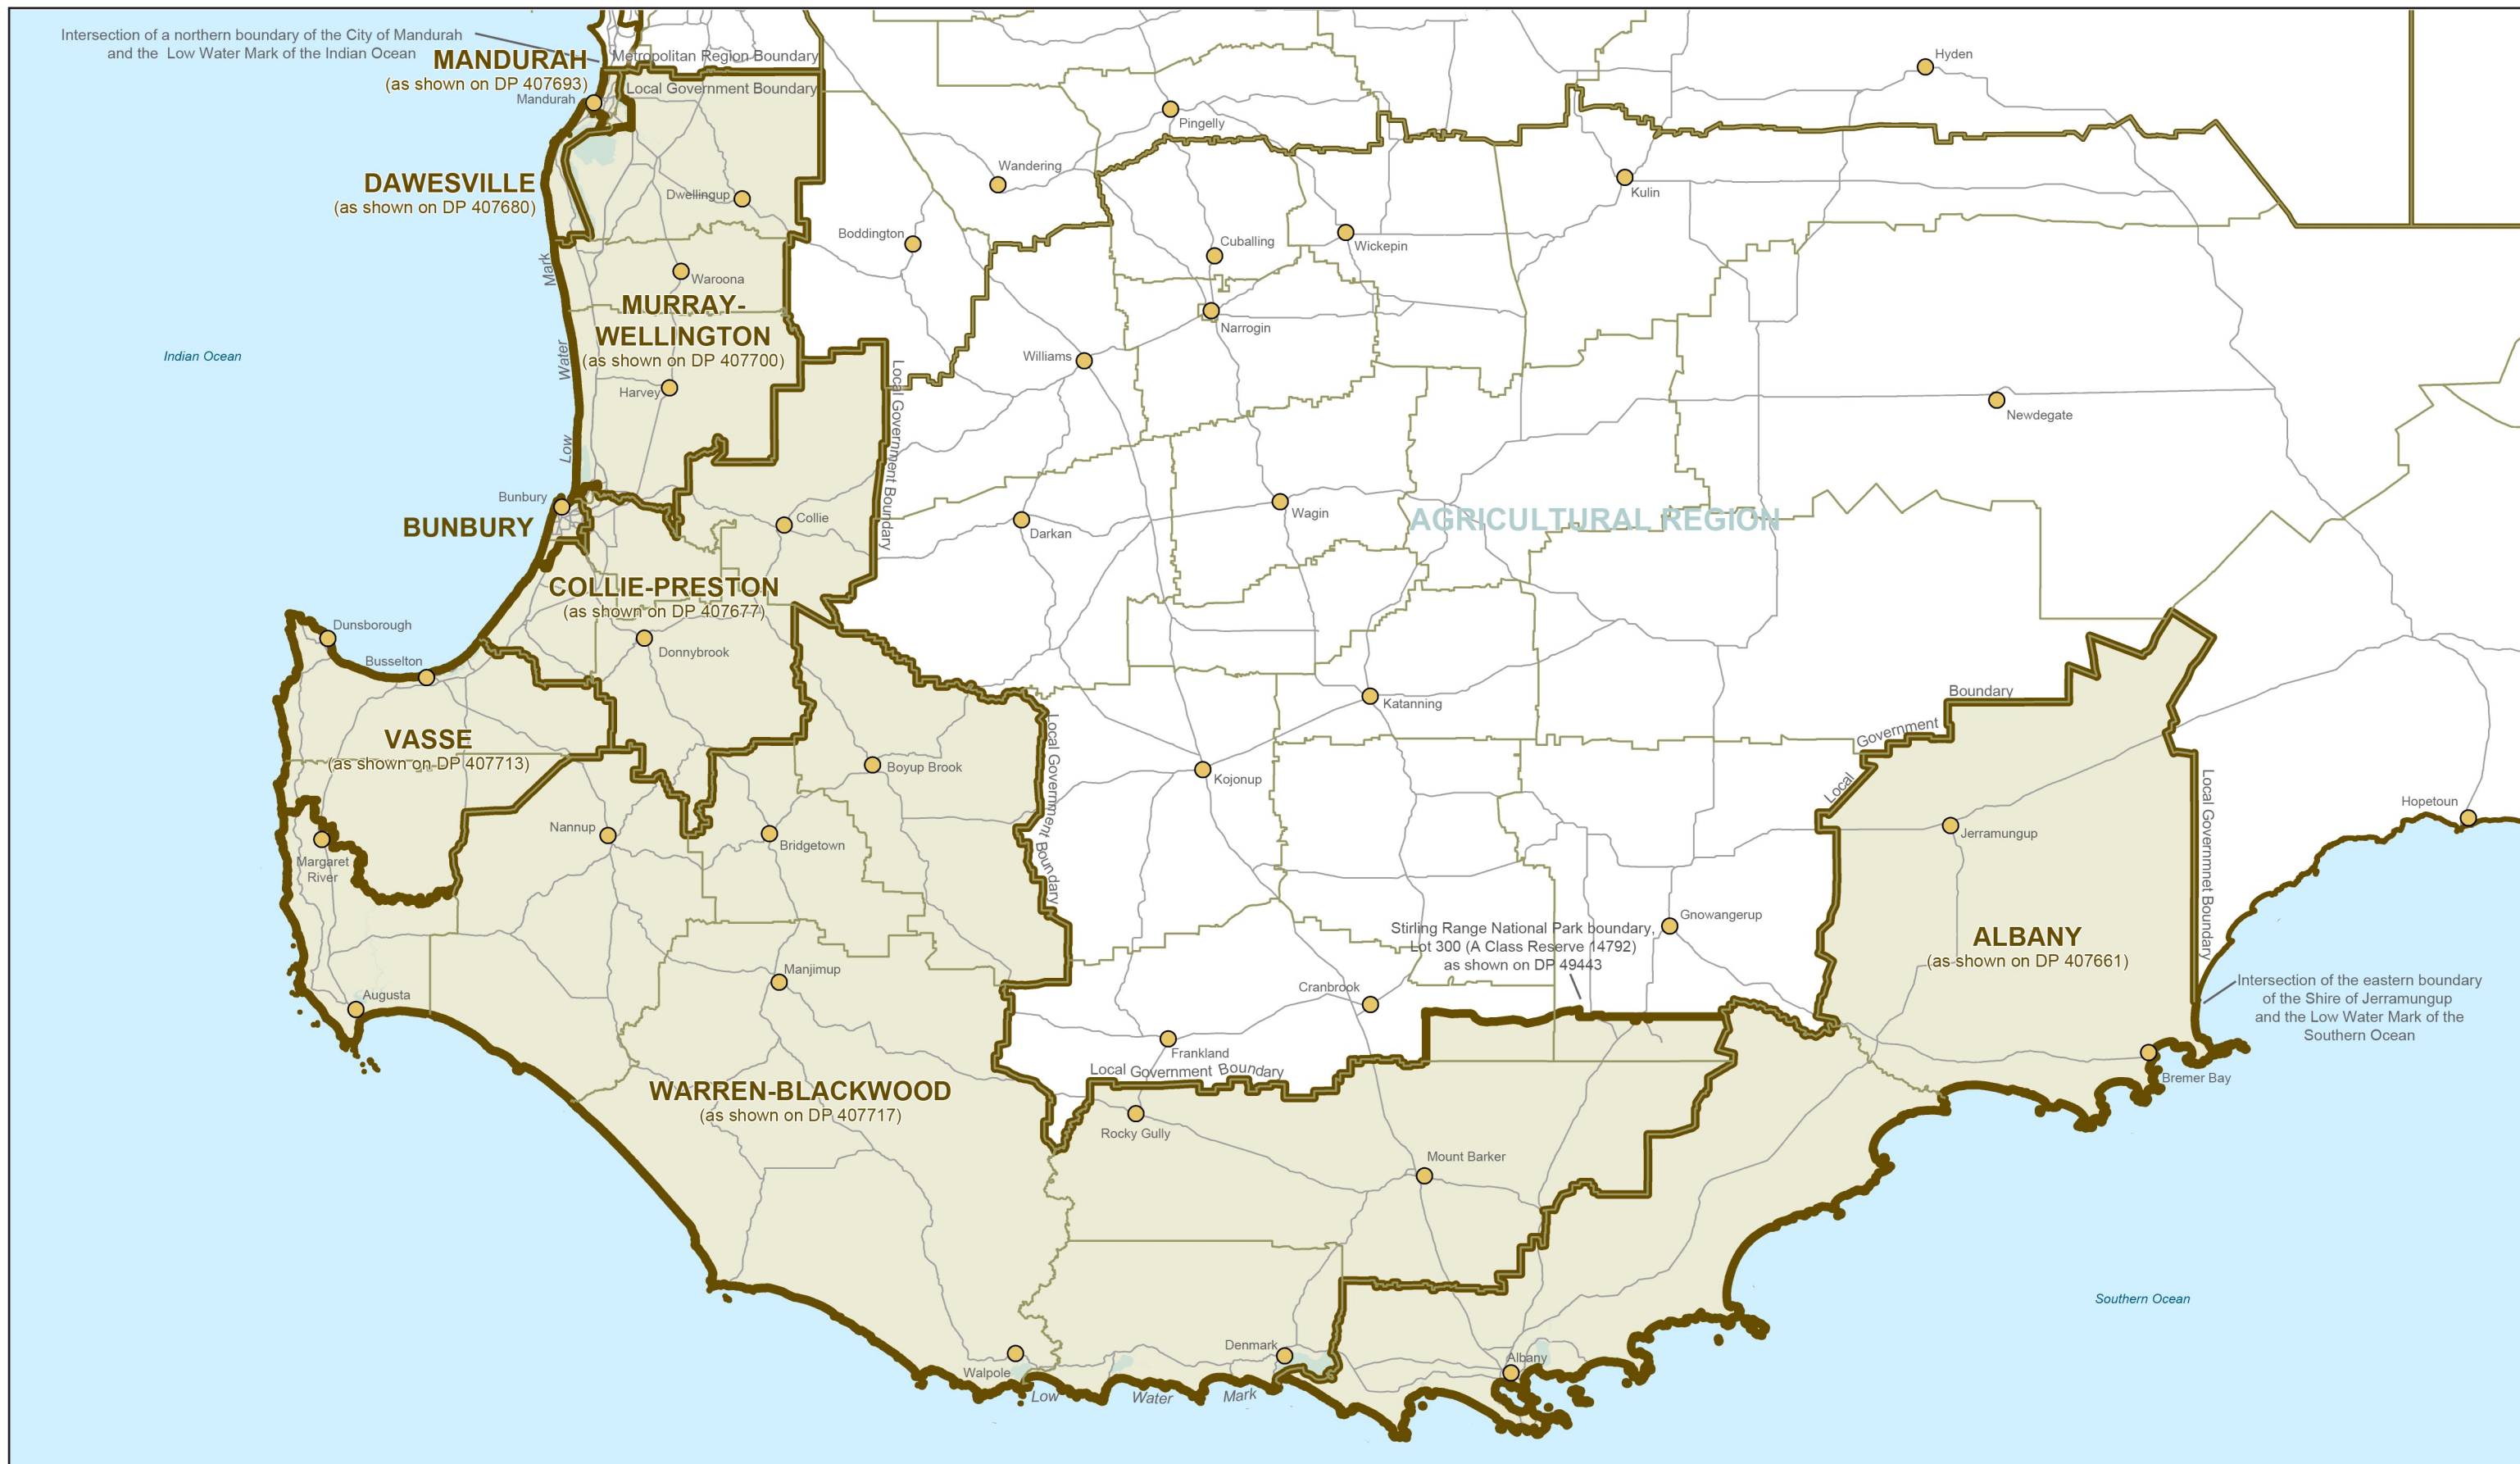 Intersection of a northern boundary of the City of Mandurah
and the Low Water Mark of the Indian Ocean
MANDURAH
(as shown on DP 407693)
Mandurah
Metropolitan Region Boundary
Local Government Boundary
Hyden
Pingelly
Wandering
DAWESVILLE
(as shown on DP 407680)
Dwellingup
Kulin
Boddington
Cuballing
Wickepin
Mark
Waroona
MURRAY-
WELLINGTON
(as shown on DP 407700)
Narrogin
Indian Ocean
Water
Williams
Harvey
Local Government Boundary
Newdegate
Low
Bunbury
BUNBURY
Collie
Darkan
Wagin
AGRICULTURAL REGION
COLLIE-PRESTON
(as shown on DP 407677)
Dunsborough
Busselton
Donnybrook
Katanning
Boundary
Government
Local
VASSE
(as shown on DP 407713)
Local Government Boundary
Boyup Brook
Kojonup
Local Governmnet Boundary
Hopetoun
Nannup
Bridgetown
Jerramungup
Margaret
River
Gnowangerup
Stirling Range National Park boundary,
Lot 300 (A Class Reserve 14792)
as shown on DP 49443
ALBANY
(as shown on DP 407661)
Manjimup
Cranbrook
Augusta
Intersection of the eastern boundary
of the Shire of Jerramungup
and the Low Water Mark of the
Southern Ocean
Frankland
Local Government Boundary
Bremer Bay
WARREN-BLACKWOOD
(as shown on DP 407717)
Rocky Gully
Mount Barker
Southern Ocean
Denmark
Albany
Walpole
Low Water Mark